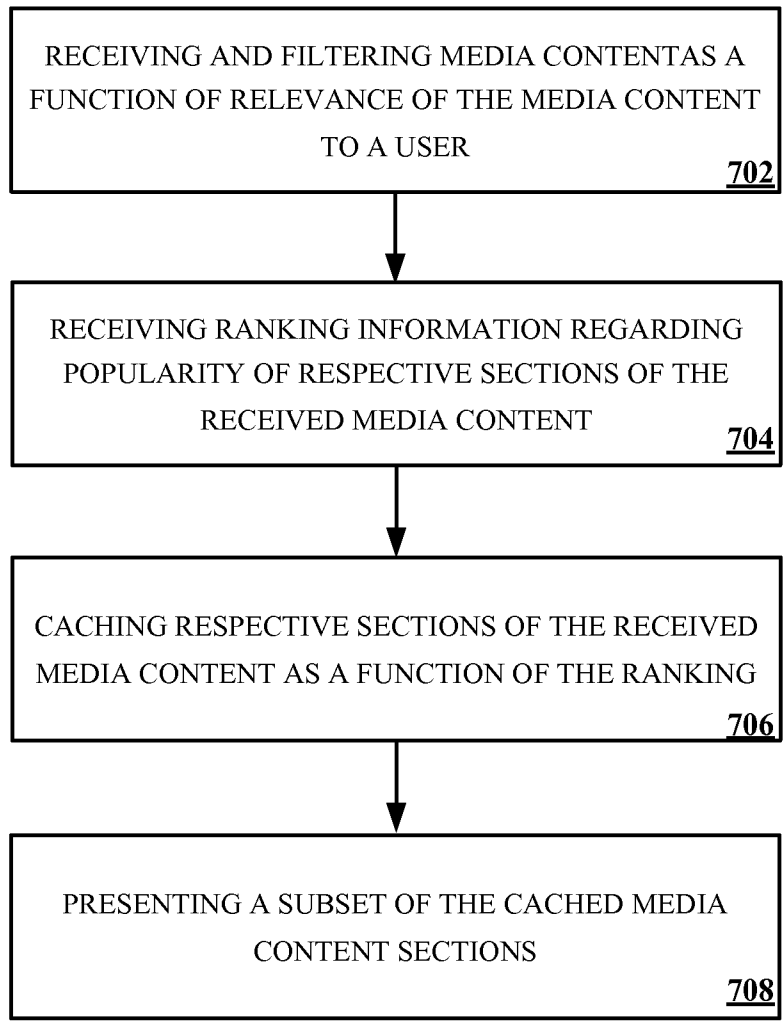 RECEIVING AND FILTERING MEDIA CONTENTAS A
FUNCTION OF RELEVANCE OF THE MEDIA CONTENT
TO A USER
702
RECEIVING RANKING INFORMATION REGARDING
POPULARITY OF RESPECTIVE SECTIONS OF THE
RECEIVED MEDIA CONTENT
704
CACHING RESPECTIVE SECTIONS OF THE RECEIVED
MEDIA CONTENT AS A FUNCTION OF THE RANKING
706
PRESENTING A SUBSET OF THE CACHED MEDIA
CONTENT SECTIONS
708